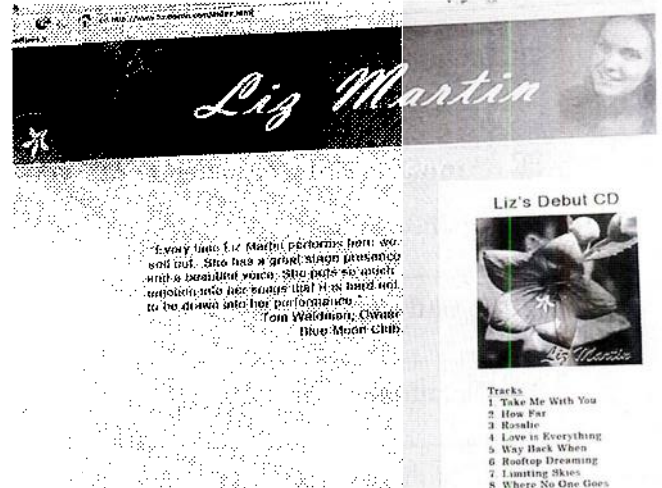 Liz Martin
"Every time Liz Martin performs here we
sell out. She has a great stage presence
and a beautiful voice. She puts so much
emotion into her songs that it is hard not
to be drawn into her performance."
Tom Waldman, Owner
Blue Moon Club
Liz's Debut CD
Liz Martin
Tracks
1 Take Me With You
2 How Far
3 Rosalie
4 Love is Everything
5 Way Back When
6 Rooftop Dreaming
7. Limiting Skies
8 Where No One Goes